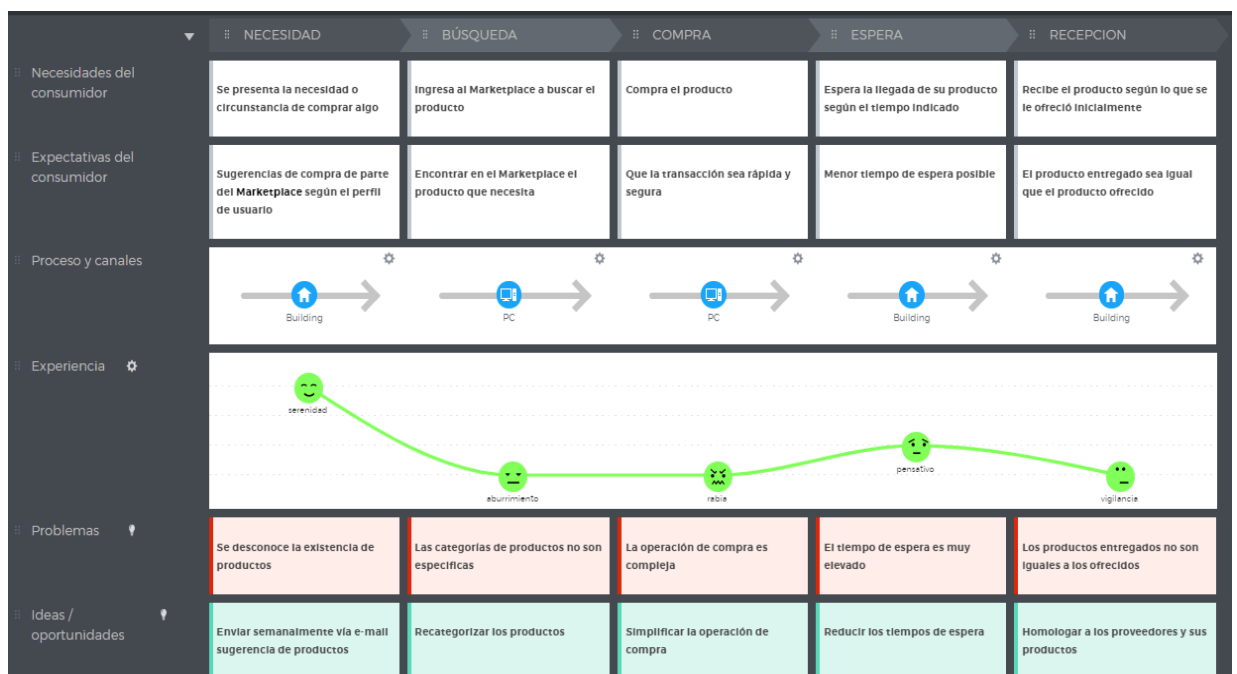 NECESIDAD
BÚSQUEDA
COMPRA
ESPERA
RECEPCION
Necesidades del
consumidor
Se presenta la necesidad o
circunstancia de comprar algo
Ingresa al Marketplace a buscar el
producto
Compra el producto
Espera la llegada de su producto
según el tiempo indicado
Recibe el producto según lo que se
le ofreció inicialmente
Expectativas del
consumidor
Sugerencias de compra de parte
del Marketplace según el perfil
de usuario
Encontrar en el Marketplace el
producto que necesita
Que la transacción sea rápida y
segura
Menor tiempo de espera posible
El producto entregado sea igual
que el producto ofrecido
Proceso y canales
Building
PC
PC
Building
Building
Experiencia
serenidad
aburrimiento
rabia
pensativo
vigilancia
Problemas
Se desconoce la existencia de
productos
Las categorías de productos no son
especificas
La operación de compra es
compleja
El tiempo de espera es muy
elevado
Los productos entregados no son
iguales a los ofrecidos
Ideas /
oportunidades
Enviar semanalmente vía e-mail
sugerencia de productos
Recategorizar los productos
Simplificar la operación de
compra
Reducir los tiempos de espera
Homologar a los proveedores y sus
productos